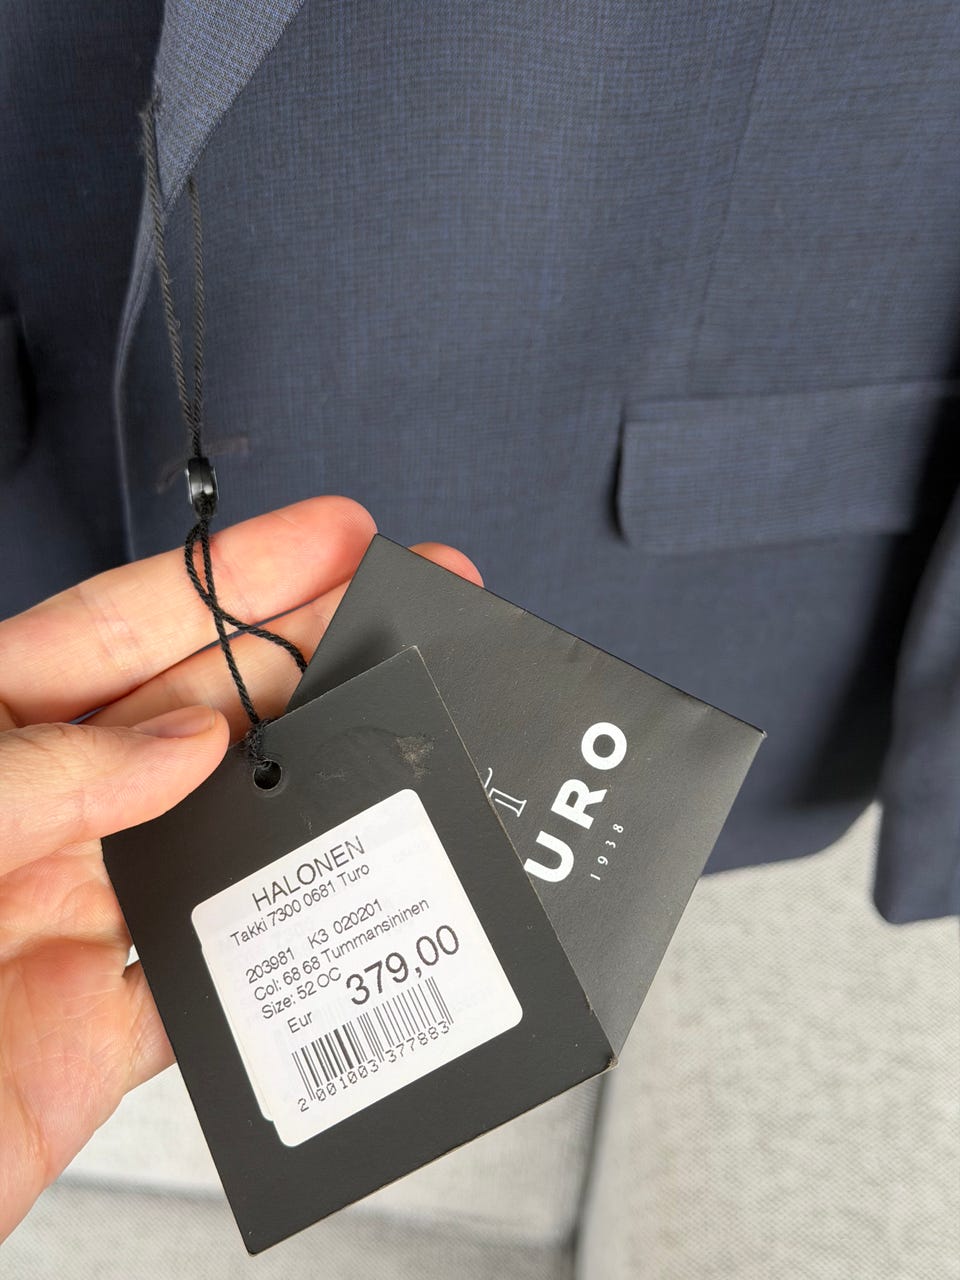 HALONEN
Takki 7300 0681 Turo
203981 K3 020201
Col: 68 68 Tummansininen
Size: 52 OC
Eur 379,00
2 001003 377883
URO
1938